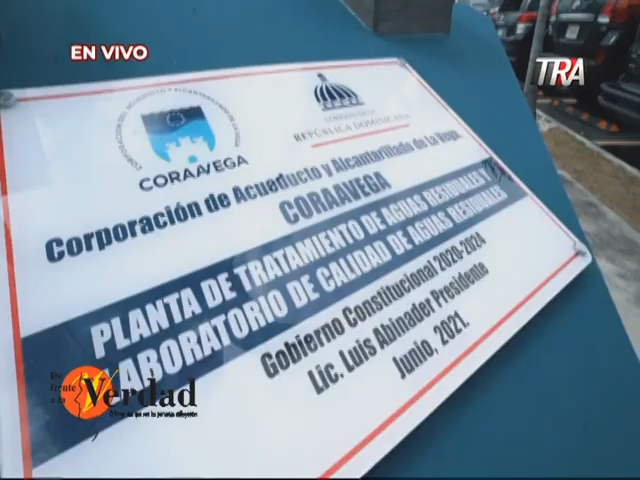 EN VIVO
TRA
CORAAVEGA
REPÚBLICA DOMINICANA
Corporación de Acueducto y Alcantarillado de La Vega
CORAAVEGA
PLANTA DE TRATAMIENTO DE AGUAS RESIDUALES Y
LABORATORIO DE CALIDAD DE AGUAS RESIDUALES
Gobierno Constitucional 2020-2024
Lic. Luis Abinader Presidente
Junio, 2021.
De
frente
a la
Verdad